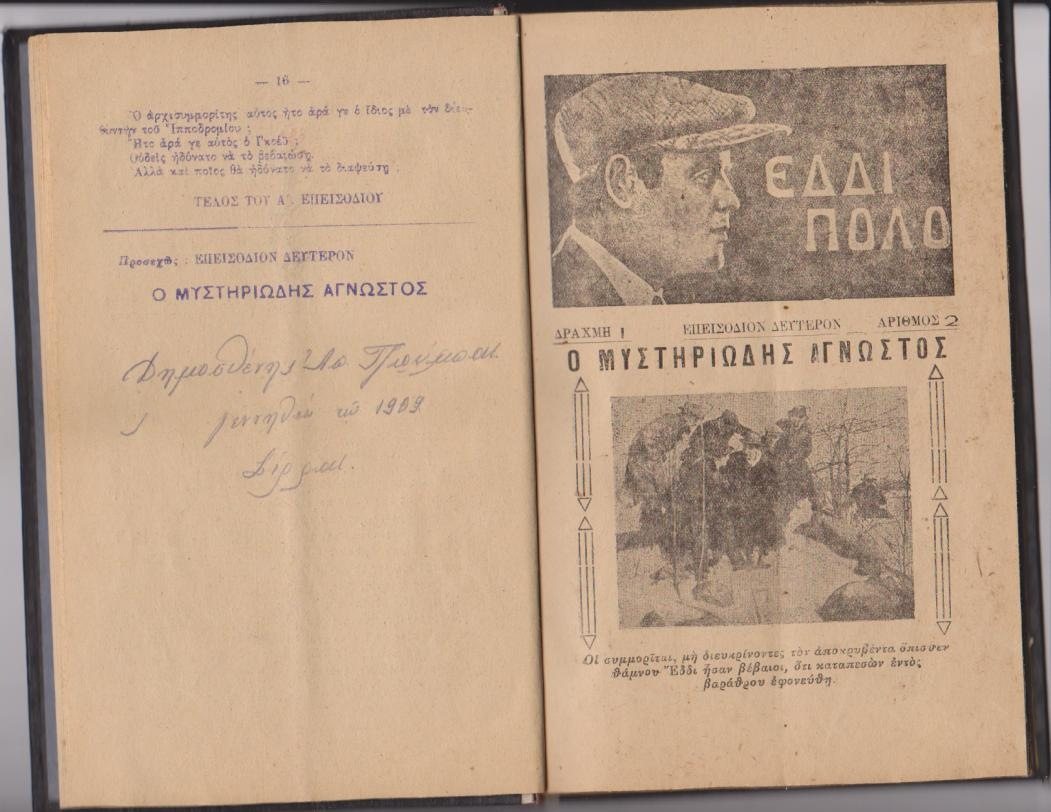 — 16 —
Ὁ ἀρχισυμμορίτης αὐτὸς ἦτο ἆρά γε ὁ ἴδιος μὲ τὸν διευ-
θυντὴν τοῦ Ἱπποδρομίου ;
Ἦτο ἆρά γε αὐτὸς ὁ Γκρέϋ ;
Οὐδεὶς ἠδύνατο νὰ τὸ βεβαιώσῃ.
Ἀλλὰ καὶ ποῖος θὰ ἠδύνατο νὰ τὸ διαψεύσῃ ;
ΤΕΛΟΣ ΤΟΥ Α΄. ΕΠΕΙΣΟΔΙΟΥ
Προσεχῶς : ΕΠΕΙΣΟΔΙΟΝ ΔΕΥΤΕΡΟΝ
Ο ΜΥΣΤΗΡΙΩΔΗΣ ΑΓΝΩΣΤΟΣ
Δημοσθένης
1909
ΕΔΔΙ
ΠΟΛΟ
ΔΡΑΧΜΗ 1 ΕΠΕΙΣΟΔΙΟΝ ΔΕΥΤΕΡΟΝ ΑΡΙΘΜΟΣ 2
Ο ΜΥΣΤΗΡΙΩΔΗΣ ΑΓΝΩΣΤΟΣ
Οἱ συμμορῖται, μὴ διευκρίνοντες τὸν ἀποκρυβέντα ὄπισθεν
θάμνου Ἔδδι ἦσαν βέβαιοι, ὅτι καταπεσὼν ἐντὸς
βαράθρου ἐφονεύθη.